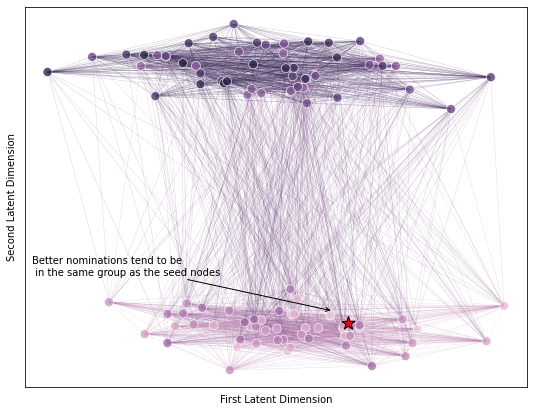 Second Latent Dimension
Better nominations tend to be
in the same group as the seed nodes
First Latent Dimension